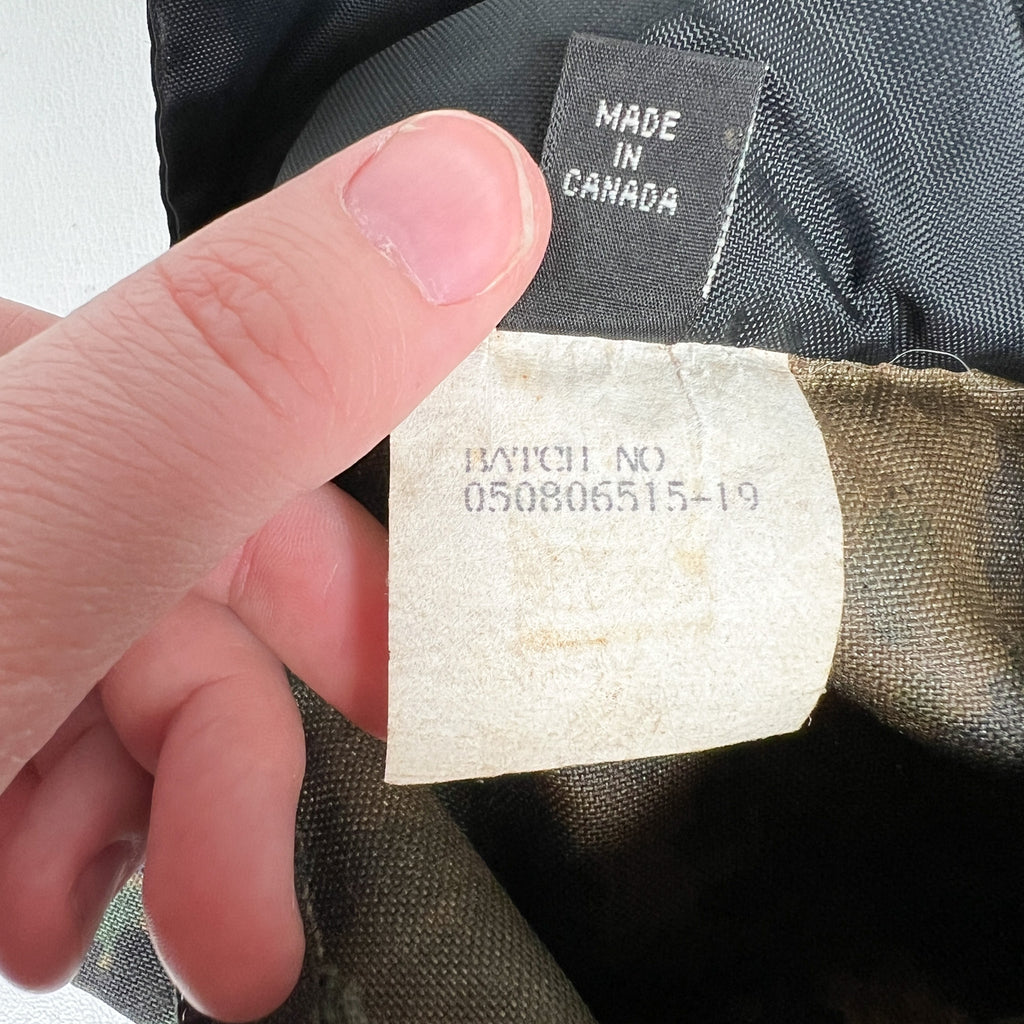 MADE
IN
CANADA
BATCH NO
050806515-19